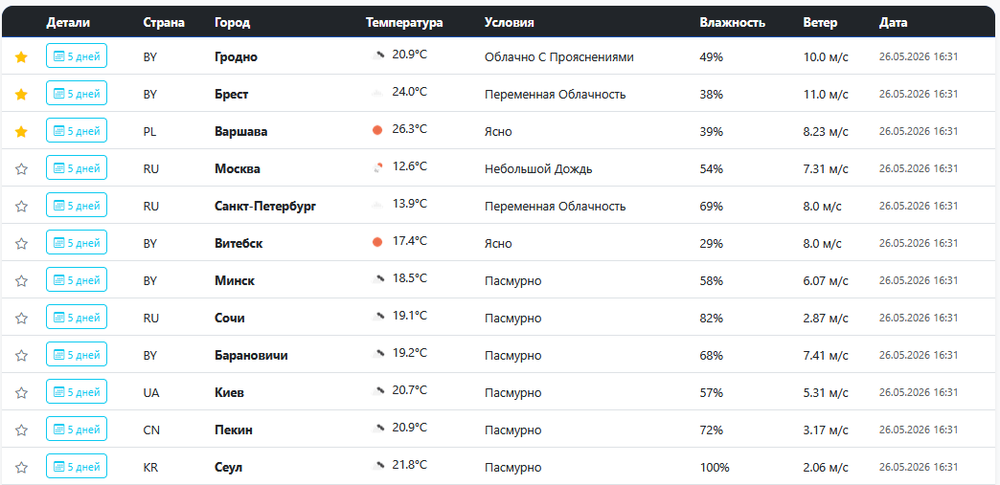 Детали Страна Город Температура Условия Влажность Ветер Дата
5 дней BY Гродно 20.9°C Облачно С Прояснениями 49% 10.0 м/с 26.05.2026 16:31
5 дней BY Брест 24.0°C Переменная Облачность 38% 11.0 м/с 26.05.2026 16:31
5 дней PL Варшава 26.3°C Ясно 39% 8.23 м/с 26.05.2026 16:31
5 дней RU Москва 12.6°C Небольшой Дождь 54% 7.31 м/с 26.05.2026 16:31
5 дней RU Санкт-Петербург 13.9°C Переменная Облачность 69% 8.0 м/с 26.05.2026 16:31
5 дней BY Витебск 17.4°C Ясно 29% 8.0 м/с 26.05.2026 16:31
5 дней BY Минск 18.5°C Пасмурно 58% 6.07 м/с 26.05.2026 16:31
5 дней RU Сочи 19.1°C Пасмурно 82% 2.87 м/с 26.05.2026 16:31
5 дней BY Барановичи 19.2°C Пасмурно 68% 7.41 м/с 26.05.2026 16:31
5 дней UA Киев 20.7°C Пасмурно 57% 5.31 м/с 26.05.2026 16:31
5 дней CN Пекин 20.9°C Пасмурно 72% 3.17 м/с 26.05.2026 16:31
5 дней KR Сеул 21.8°C Пасмурно 100% 2.06 м/с 26.05.2026 16:31